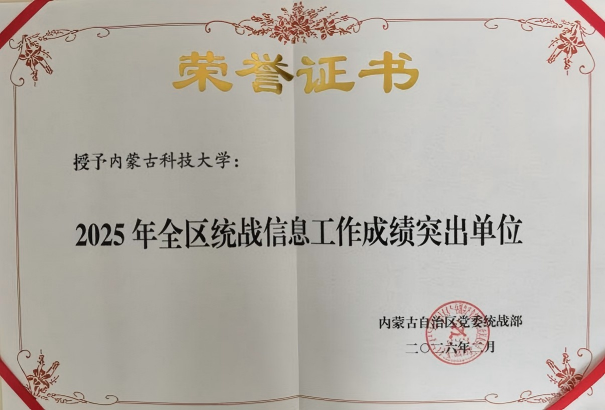 荣誉证书
授予内蒙古科技大学：
2025年全区统战信息工作成绩突出单位
内蒙古自治区党委统战部
二〇二六年 月